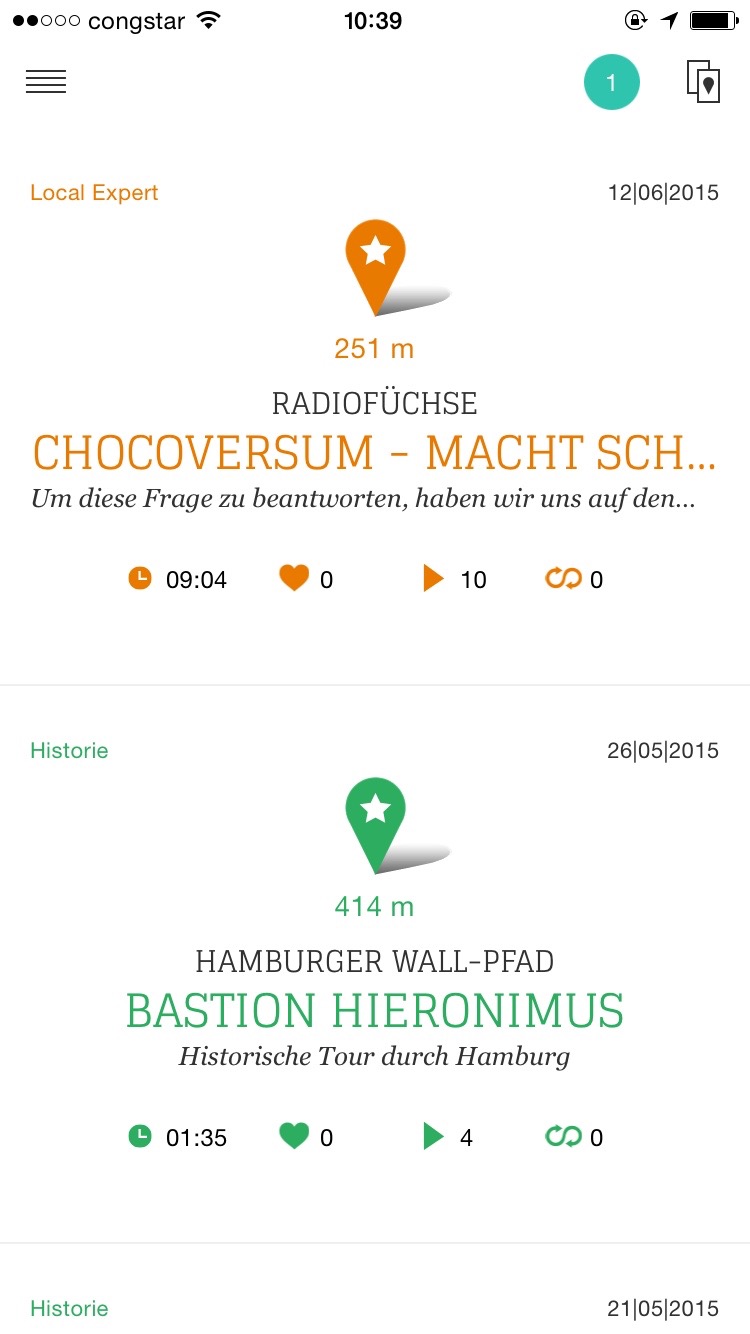 congstar 10:39
1
Local Expert 12|06|2015
251 m
RADIOFÜCHSE
CHOCOVERSUM - MACHT SCH...
Um diese Frage zu beantworten, haben wir uns auf den...
09:04 0 10 0
Historie 26|05|2015
414 m
HAMBURGER WALL-PFAD
BASTION HIERONIMUS
Historische Tour durch Hamburg
01:35 0 4 0
Historie 21|05|2015